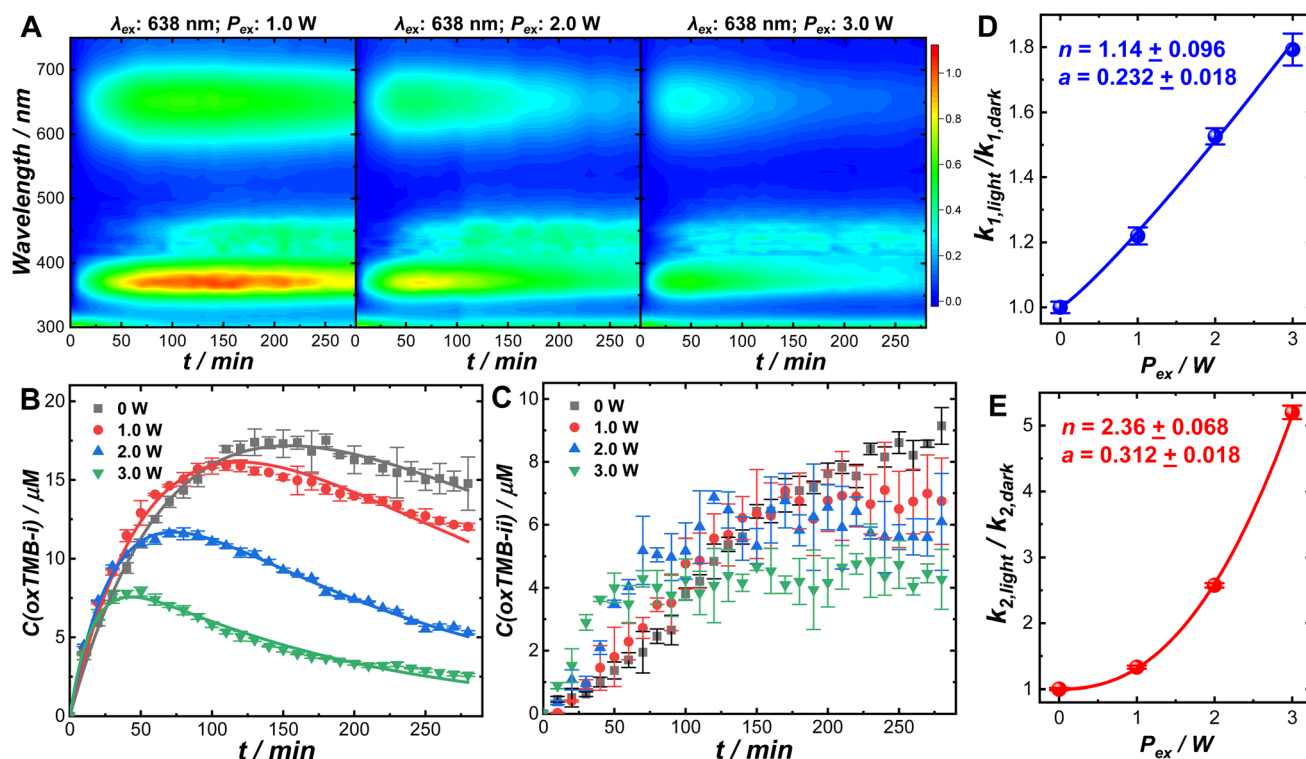 A
λex: 638 nm; Pex: 1.0 W
λex: 638 nm; Pex: 2.0 W
λex: 638 nm; Pex: 3.0 W
Wavelength / nm
700
600
500
400
300
0 50 100 150 200 250
50 100 150 200 250
50 100 150 200 250
t / min
t / min
t / min
1.0
0.8
0.6
0.4
0.2
0.0
B
C(oxTMB-i) / μM
20
15
10
5
0
0 W
1.0 W
2.0 W
3.0 W
0 50 100 150 200 250
t / min
C
C(oxTMB-ii) / μM
10
8
6
4
2
0
0 W
1.0 W
2.0 W
3.0 W
0 50 100 150 200 250
t / min
D
n = 1.14 ± 0.096
a = 0.232 ± 0.018
k1,light /k1,dark
1.8
1.6
1.4
1.2
1.0
0 1 2 3
Pex / W
E
n = 2.36 ± 0.068
a = 0.312 ± 0.018
k2,light / k2,dark
5
4
3
2
1
0 1 2 3
Pex / W